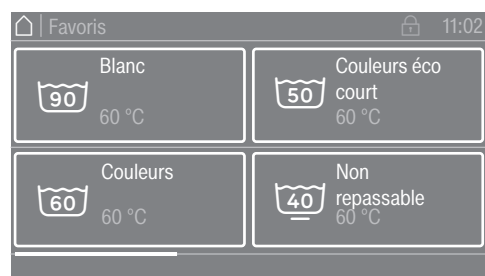 Favoris
11:02
Blanc
90
60 °C
Couleurs éco
court
50
60 °C
Couleurs
60
60 °C
Non
repassable
40
60 °C